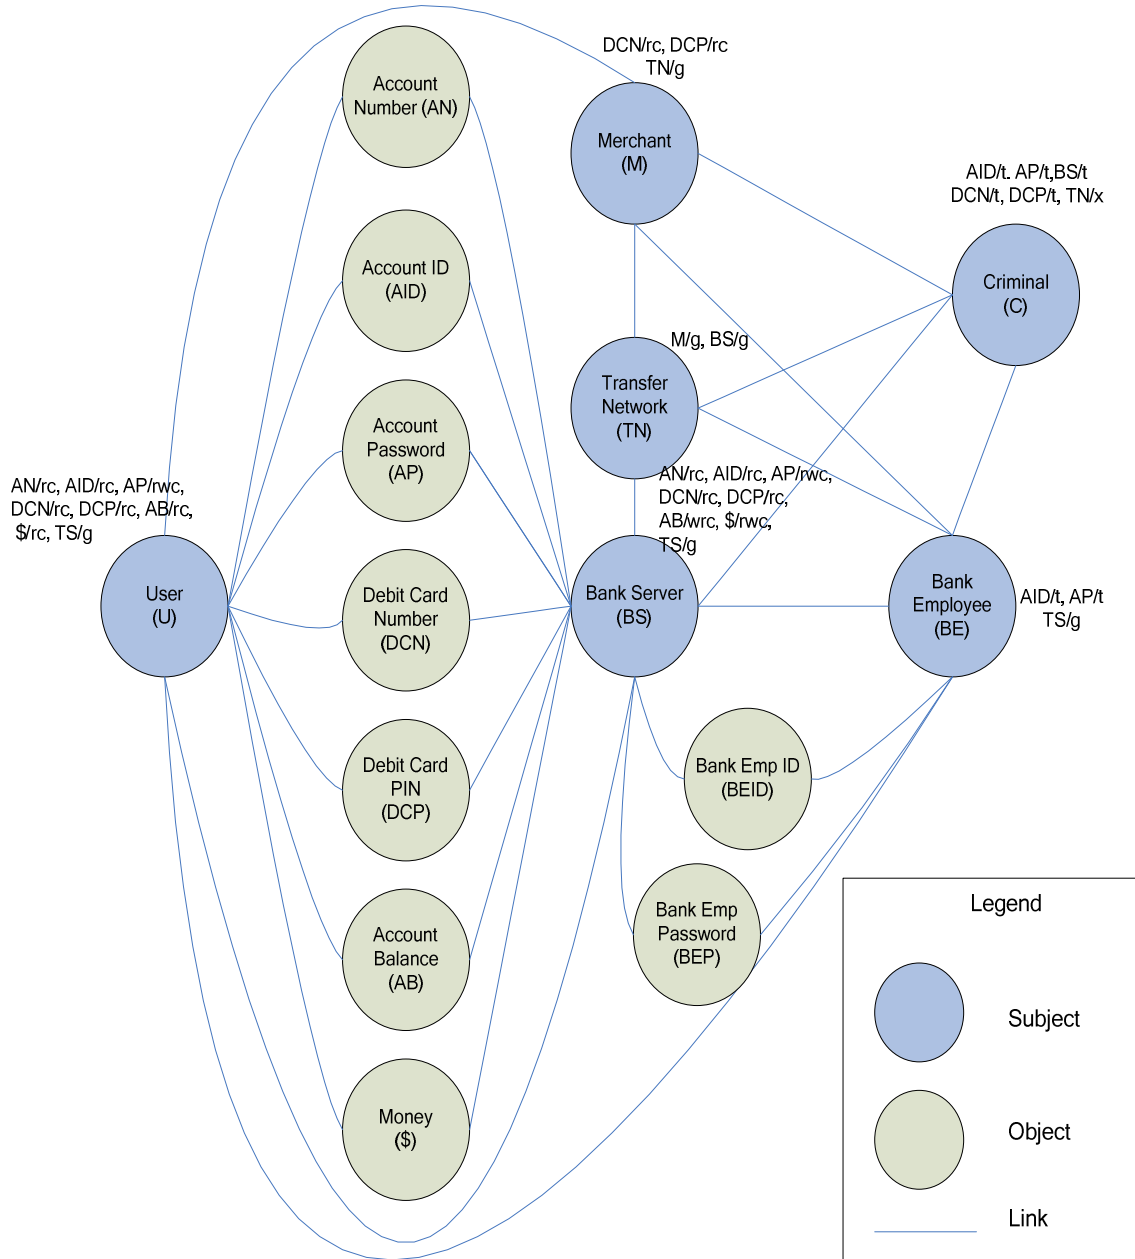 DCN/rc, DCP/rc
TN/g
Account
Number (AN)
Merchant
(M)
AID/t. AP/t,BS/t
DCN/t, DCP/t, TN/x
Account ID
(AID)
Criminal
(C)
M/g, BS/g
Transfer
Network
(TN)
Account
Password
(AP)
AN/rc, AID/rc, AP/rwc,
DCN/rc, DCP/rc, AB/rc,
$/rc, TS/g
AN/rc, AID/rc, AP/rwc,
DCN/rc, DCP/rc,
AB/wrc, $/rwc,
TS/g
User
(U)
Debit Card
Number
(DCN)
Bank Server
(BS)
Bank
Employee
(BE)
AID/t, AP/t
TS/g
Debit Card
PIN
(DCP)
Bank Emp ID
(BEID)
Account
Balance
(AB)
Bank Emp
Password
(BEP)
Money
($)
Legend
Subject
Object
Link